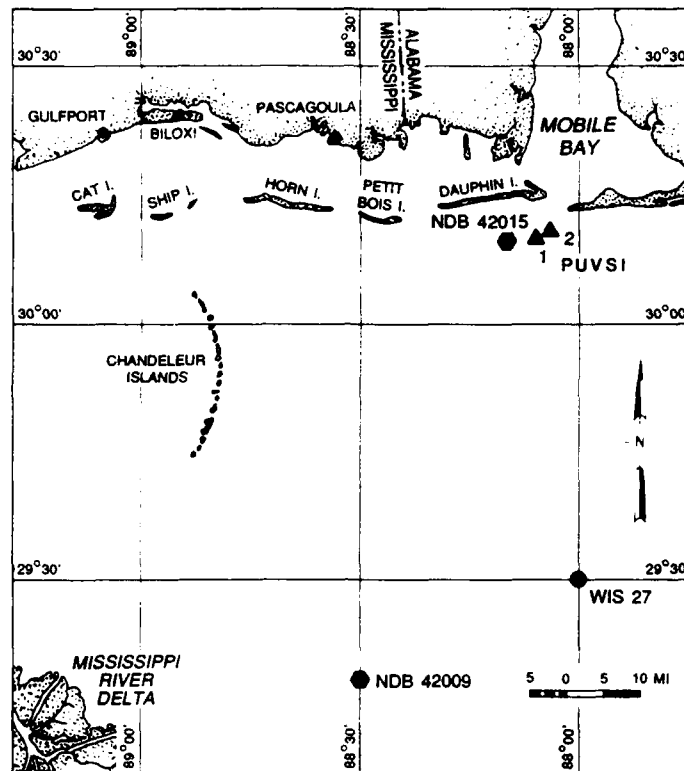 89°00'
88°30'
88°00'
30°30'
30°30'
MISSISSIPPI
ALABAMA
GULFPORT
BILOXI
PASCAGOULA
MOBILE
BAY
CAT I.
SHIP I.
HORN I.
PETIT
BOIS I.
DAUPHIN I.
NDB 42015
2
1
PUVSI
30°00'
30°00'
CHANDELEUR
ISLANDS
N
29°30'
29°30'
WIS 27
MISSISSIPPI
RIVER
DELTA
NDB 42009
5 0 5 10 MI
89°00'
88°30'
88°00'